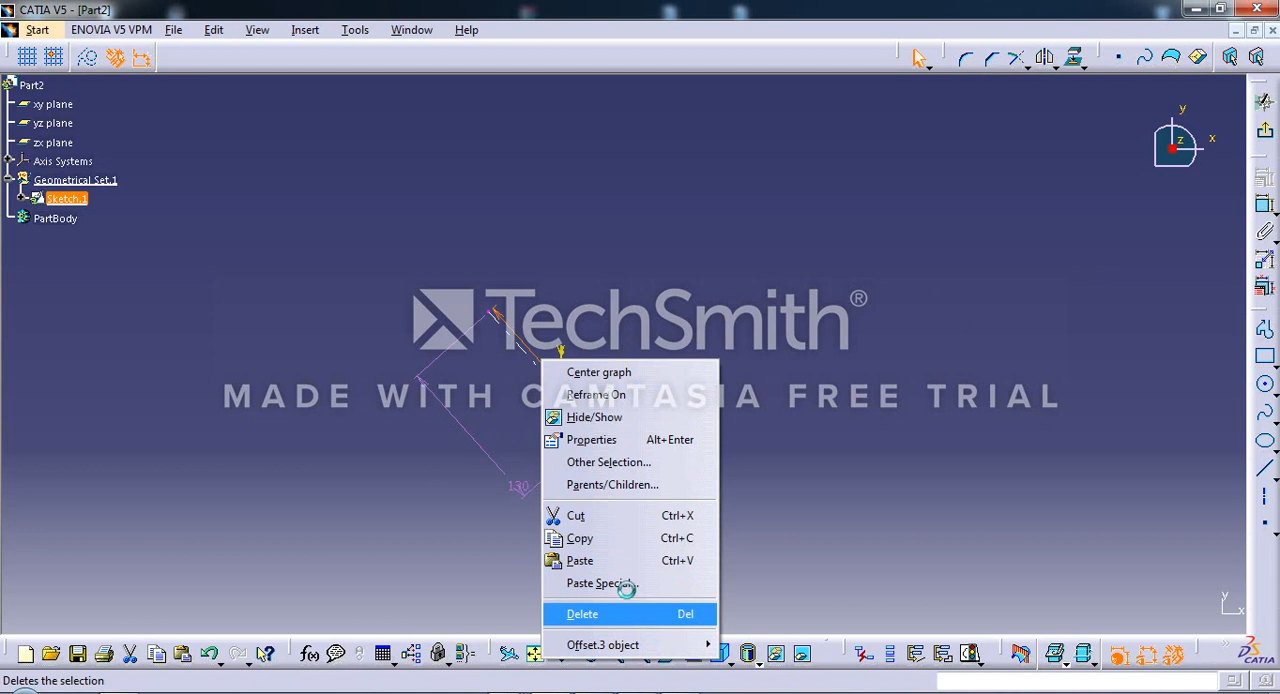 CATIA V5 - [Part2]
Start ENOVIA V5 VPM File Edit View Insert Tools Window Help
Part2
xy plane
yz plane
zx plane
Axis Systems
Geometrical Set.1
Sketch.1
PartBody
y
x
z
TechSmith®
MADE WITH CAMTASIA FREE TRIAL
130
Center graph
Reframe On
Hide/Show
Properties Alt+Enter
Other Selection...
Parents/Children...
Cut Ctrl+X
Copy Ctrl+C
Paste Ctrl+V
Paste Special...
Delete Del
Offset.3 object
y
x
f(x)
CATIA
Deletes the selection